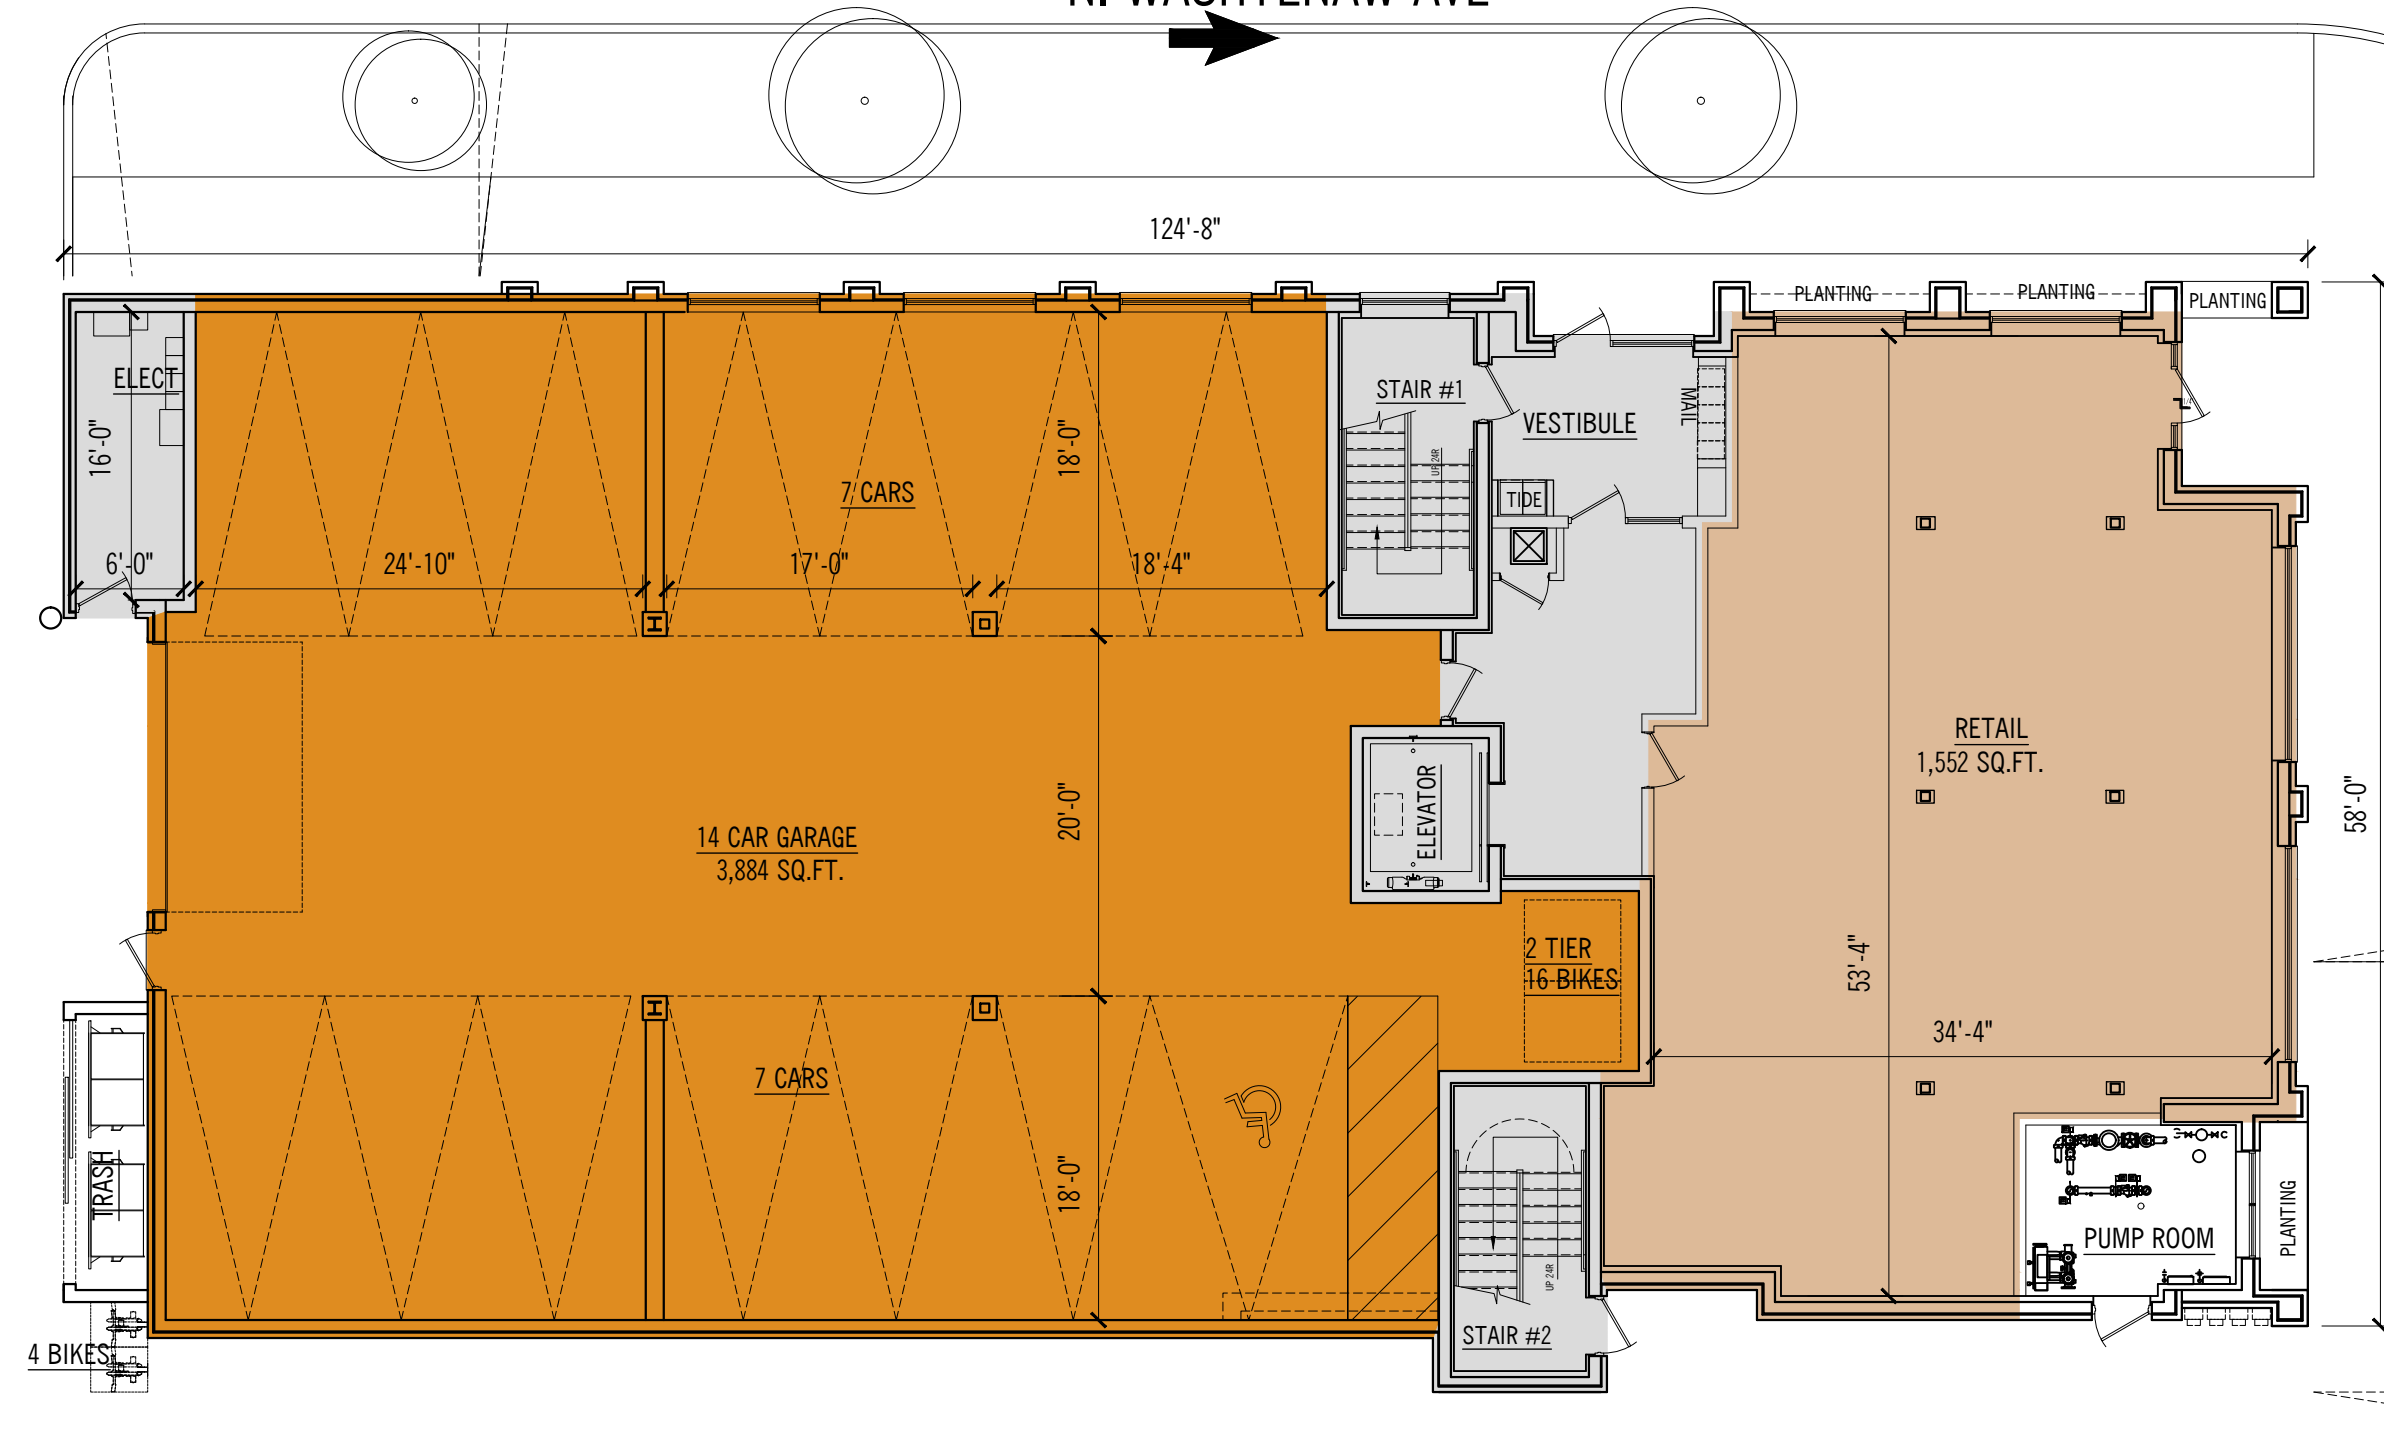 N. WASHTENAW AVE
124'-8"
PLANTING
PLANTING
PLANTING
ELECT
16'-0"
6'-0"
24'-10"
17'-0"
18'-4"
18'-0"
7 CARS
STAIR #1
UP 24R
VESTIBULE
MAIL
TIDE
RETAIL
1,552 SQ.FT.
58'-0"
14 CAR GARAGE
3,884 SQ.FT.
20'-0"
ELEVATOR
2 TIER
16 BIKES
53'-4"
34'-4"
7 CARS
18'-0"
TRASH
4 BIKES
UP 24R
STAIR #2
PUMP ROOM
PLANTING